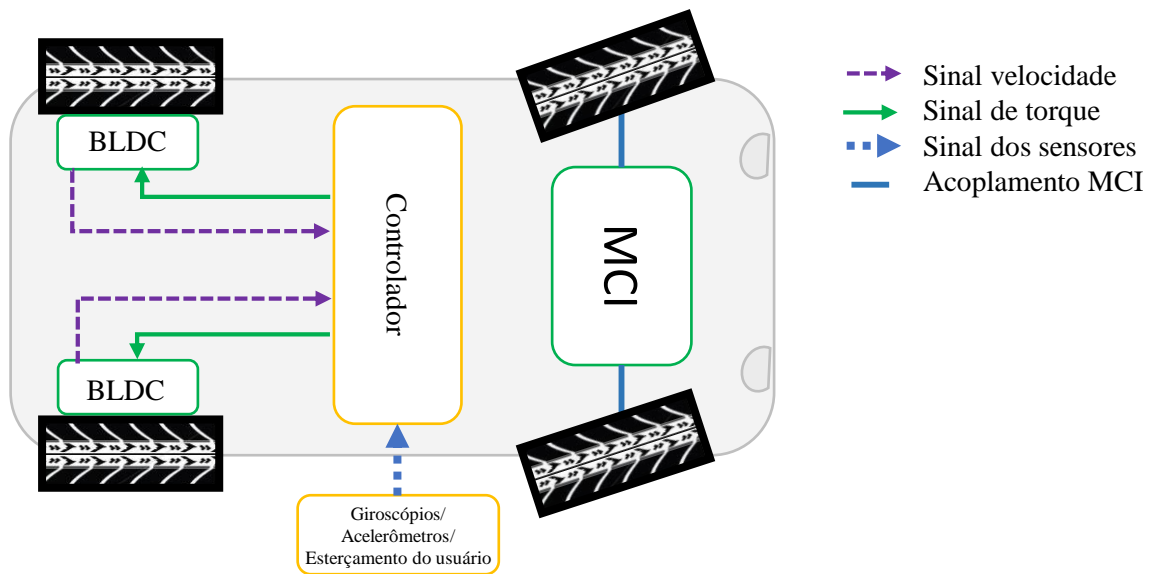 BLDC
BLDC
Controlador
MCI
Giroscópios/
Acelerômetros/
Esterçamento do usuário
Sinal velocidade
Sinal de torque
Sinal dos sensores
Acoplamento MCI